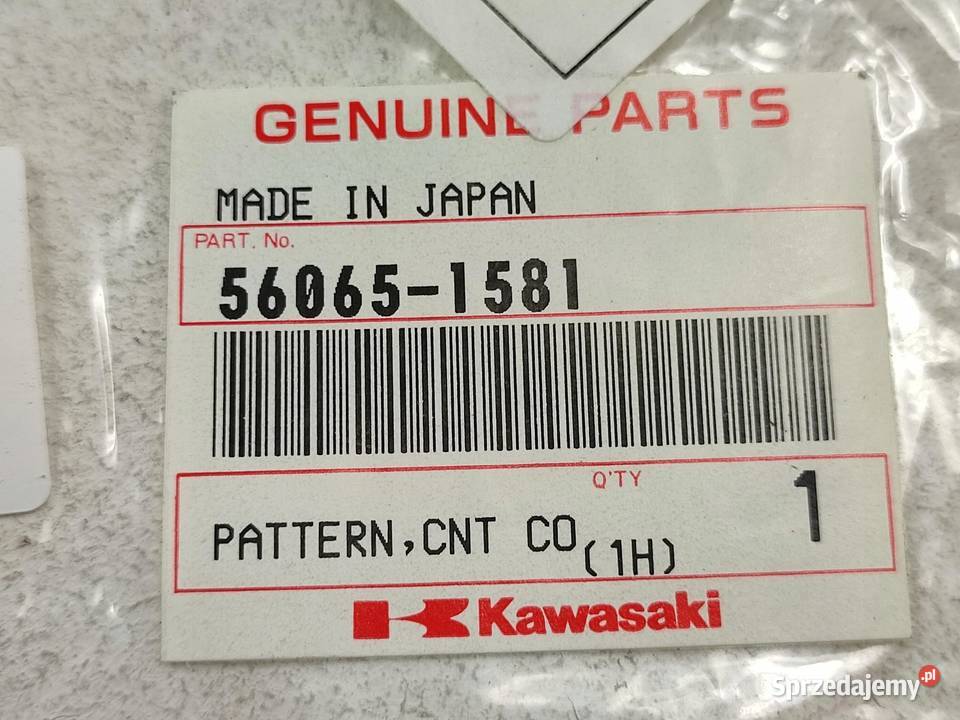 GENUINE PARTS
MADE IN JAPAN
PART. No.
56065-1581
Q'TY
1
PATTERN,CNT CO(1H)
Kawasaki
Sprzedajemy.pl